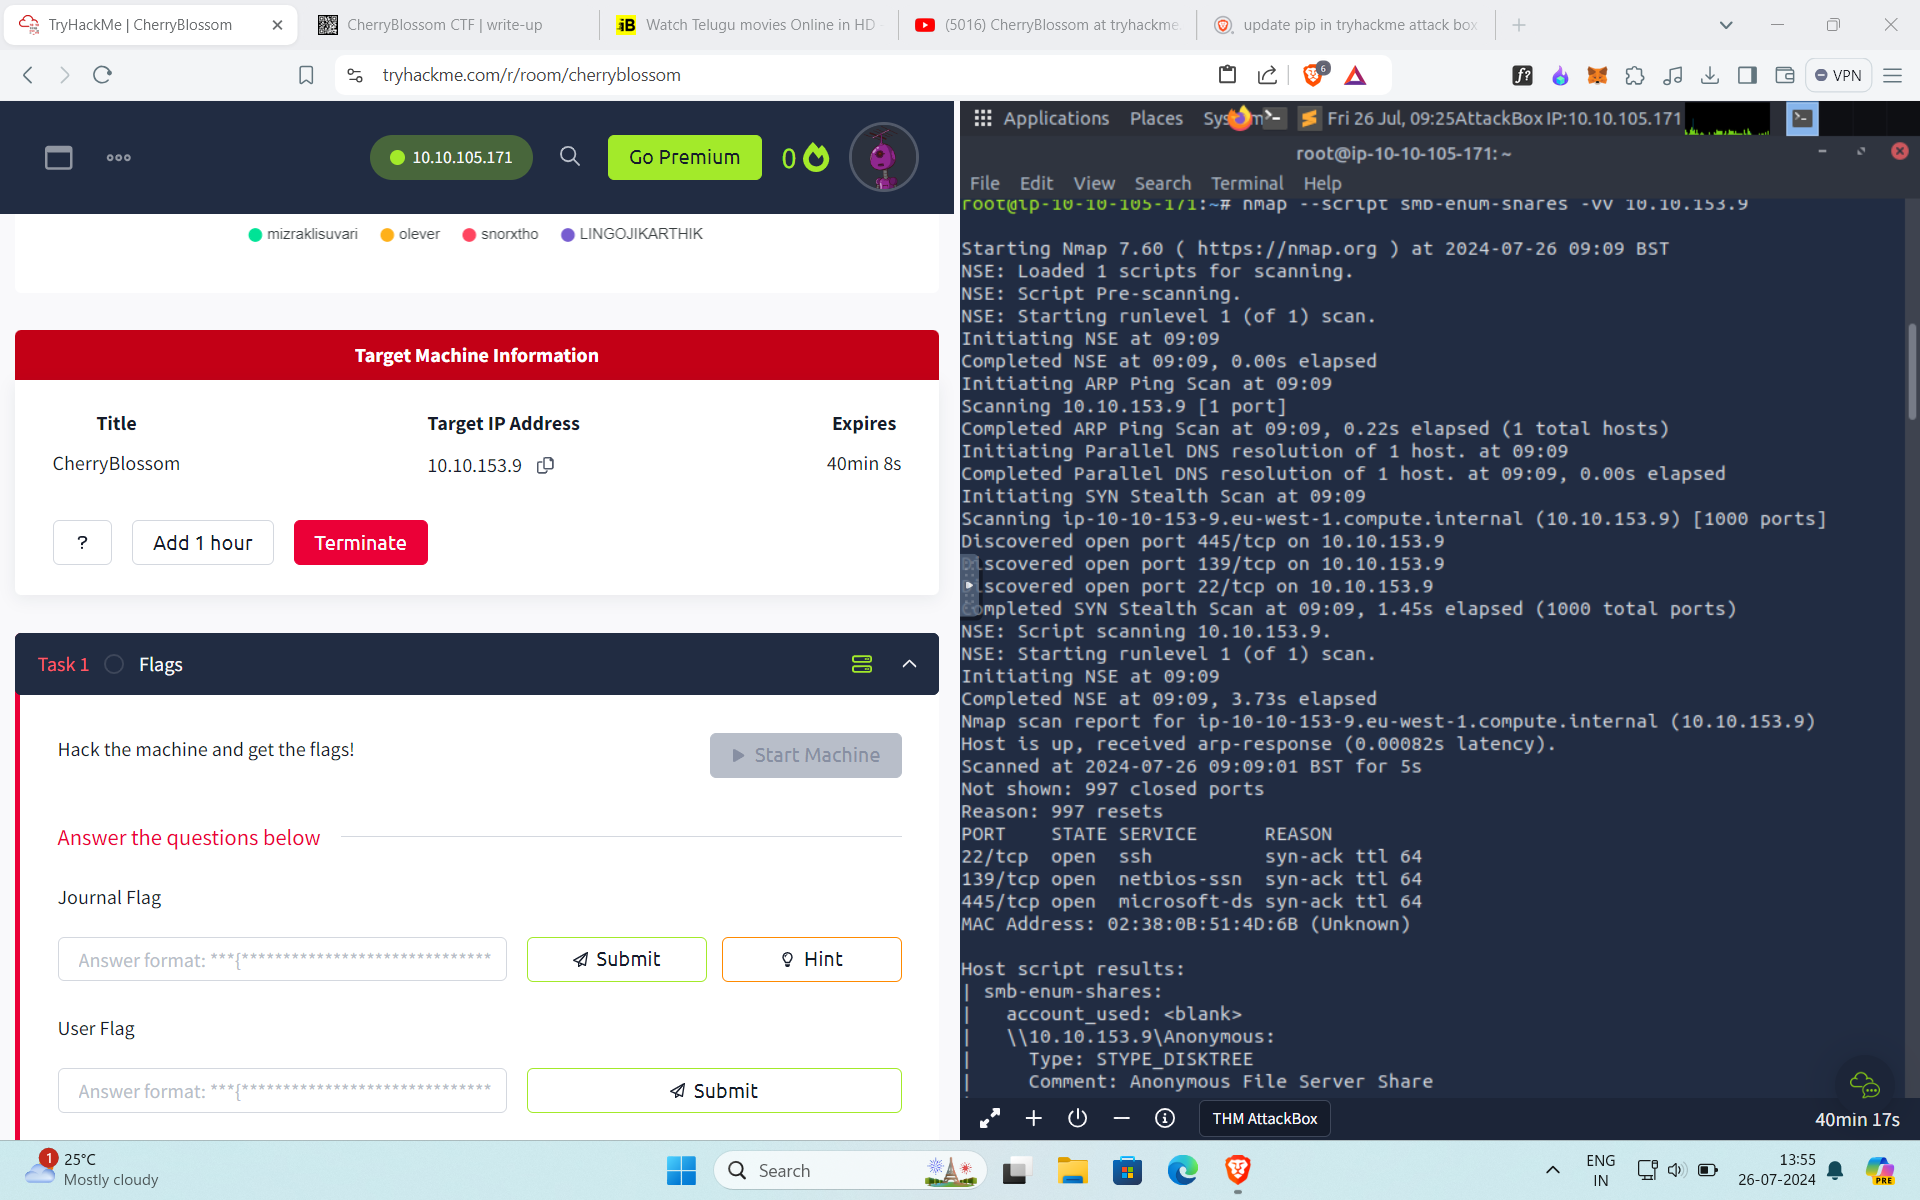 TryHackMe | CherryBlossom
CherryBlossom CTF | write-up
Watch Telugu movies Online in HD
(5016) CherryBlossom at tryhackme.
update pip in tryhackme attack box
tryhackme.com/r/room/cherryblossom
6
f?
VPN
10.10.105.171
Go Premium
0
mizraklisuvari
olever
snorxtho
LINGOJIKARTHIK
Target Machine Information
Title
Target IP Address
Expires
CherryBlossom
10.10.153.9
40min 8s
?
Add 1 hour
Terminate
Task 1
Flags
Hack the machine and get the flags!
Start Machine
Answer the questions below
Journal Flag
Answer format: ***{******************************
Submit
Hint
User Flag
Answer format: ***{******************************
Submit
Applications Places Fri 26 Jul, 09:25 AttackBox IP:10.10.105.171
root@ip-10-10-105-171: ~
File Edit View Search Terminal Help
root@ip-10-10-105-171:~# nmap --script smb-enum-shares -vv 10.10.153.9
Starting Nmap 7.60 ( https://nmap.org ) at 2024-07-26 09:09 BST
NSE: Loaded 1 scripts for scanning.
NSE: Script Pre-scanning.
NSE: Starting runlevel 1 (of 1) scan.
Initiating NSE at 09:09
Completed NSE at 09:09, 0.00s elapsed
Initiating ARP Ping Scan at 09:09
Scanning 10.10.153.9 [1 port]
Completed ARP Ping Scan at 09:09, 0.22s elapsed (1 total hosts)
Initiating Parallel DNS resolution of 1 host. at 09:09
Completed Parallel DNS resolution of 1 host. at 09:09, 0.00s elapsed
Initiating SYN Stealth Scan at 09:09
Scanning ip-10-10-153-9.eu-west-1.compute.internal (10.10.153.9) [1000 ports]
Discovered open port 445/tcp on 10.10.153.9
Discovered open port 139/tcp on 10.10.153.9
Discovered open port 22/tcp on 10.10.153.9
Completed SYN Stealth Scan at 09:09, 1.45s elapsed (1000 total ports)
NSE: Script scanning 10.10.153.9.
NSE: Starting runlevel 1 (of 1) scan.
Initiating NSE at 09:09
Completed NSE at 09:09, 3.73s elapsed
Nmap scan report for ip-10-10-153-9.eu-west-1.compute.internal (10.10.153.9)
Host is up, received arp-response (0.00082s latency).
Scanned at 2024-07-26 09:09:01 BST for 5s
Not shown: 997 closed ports
Reason: 997 resets
PORT STATE SERVICE REASON
22/tcp open ssh syn-ack ttl 64
139/tcp open netbios-ssn syn-ack ttl 64
445/tcp open microsoft-ds syn-ack ttl 64
MAC Address: 02:38:0B:51:4D:6B (Unknown)
Host script results:
| smb-enum-shares:
| account_used: <blank>
| \\10.10.153.9\Anonymous:
| Type: STYPE_DISKTREE
| Comment: Anonymous File Server Share
THM AttackBox
40min 17s
1
25°C
Mostly cloudy
Search
ENG
IN
13:55
26-07-2024
PRE